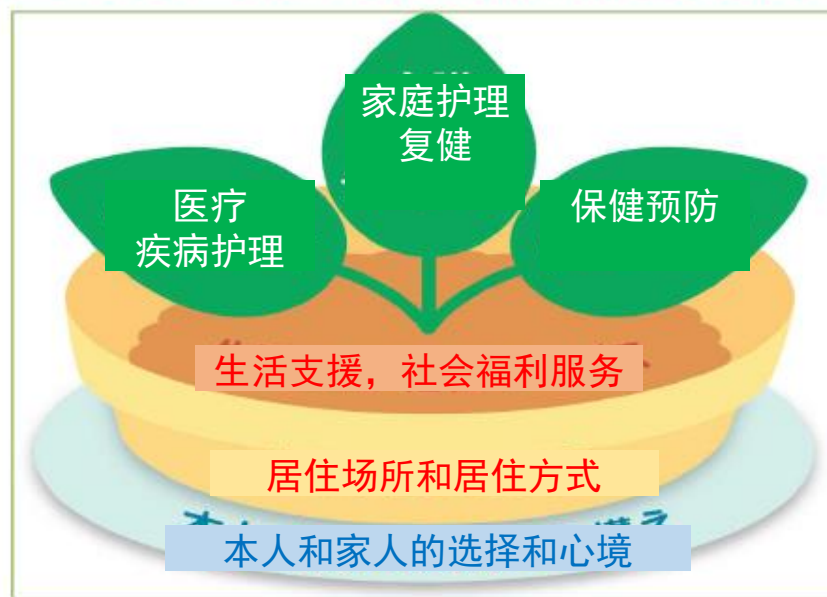 家庭护理
复健
医疗
疾病护理
保健预防
生活支援，社会福利服务
居住场所和居住方式
本人和家人的选择和心境